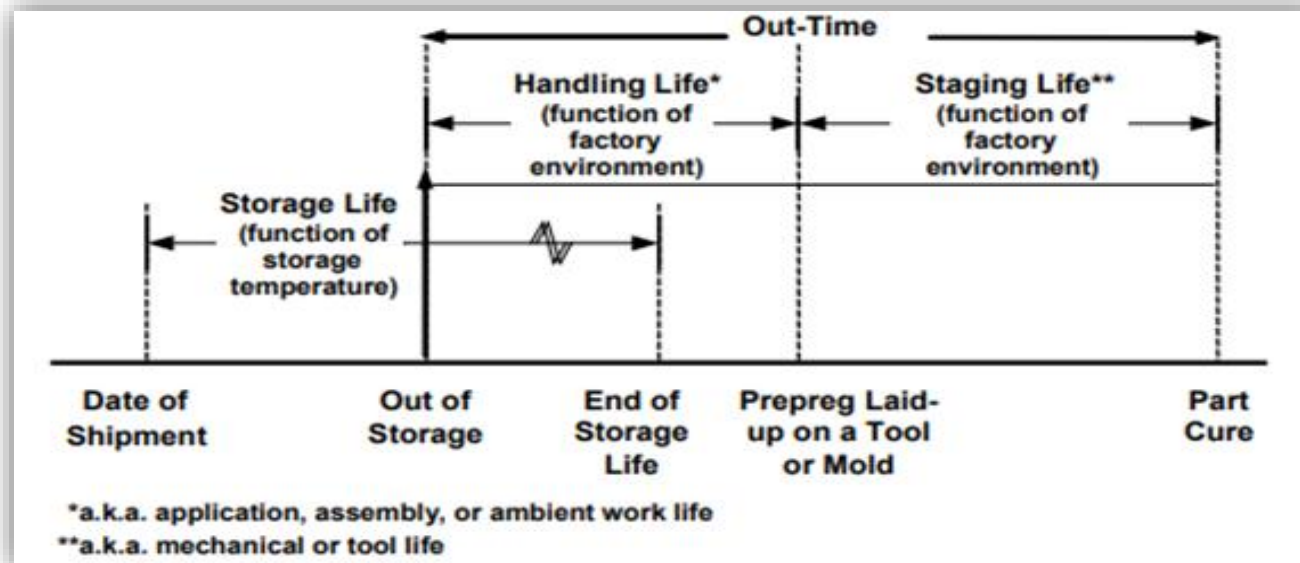 Out-Time
Handling Life*
(function of
factory
environment)
Staging Life**
(function of
factory
environment)
Storage Life
(function of
storage
temperature)
Date of
Shipment
Out of
Storage
End of
Storage
Life
Prepreg Laid-
up on a Tool
or Mold
Part
Cure
*a.k.a. application, assembly, or ambient work life
**a.k.a. mechanical or tool life